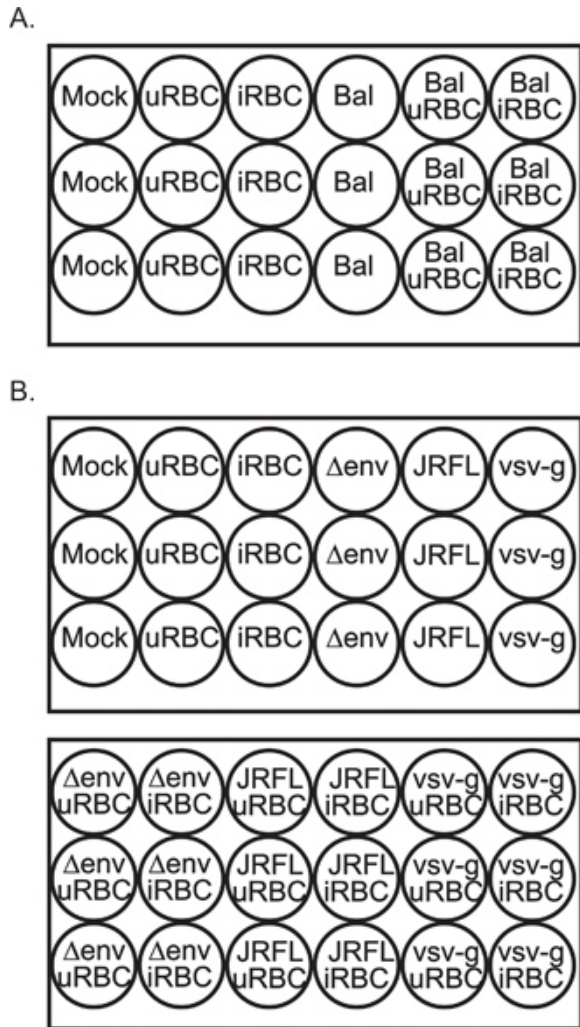 A.
Mock uRBC iRBC Bal Bal uRBC Bal iRBC
Mock uRBC iRBC Bal Bal uRBC Bal iRBC
Mock uRBC iRBC Bal Bal uRBC Bal iRBC
B.
Mock uRBC iRBC Δenv JRFL vsv-g
Mock uRBC iRBC Δenv JRFL vsv-g
Mock uRBC iRBC Δenv JRFL vsv-g
Δenv uRBC Δenv iRBC JRFL uRBC JRFL iRBC vsv-g uRBC vsv-g iRBC
Δenv uRBC Δenv iRBC JRFL uRBC JRFL iRBC vsv-g uRBC vsv-g iRBC
Δenv uRBC Δenv iRBC JRFL uRBC JRFL iRBC vsv-g uRBC vsv-g iRBC